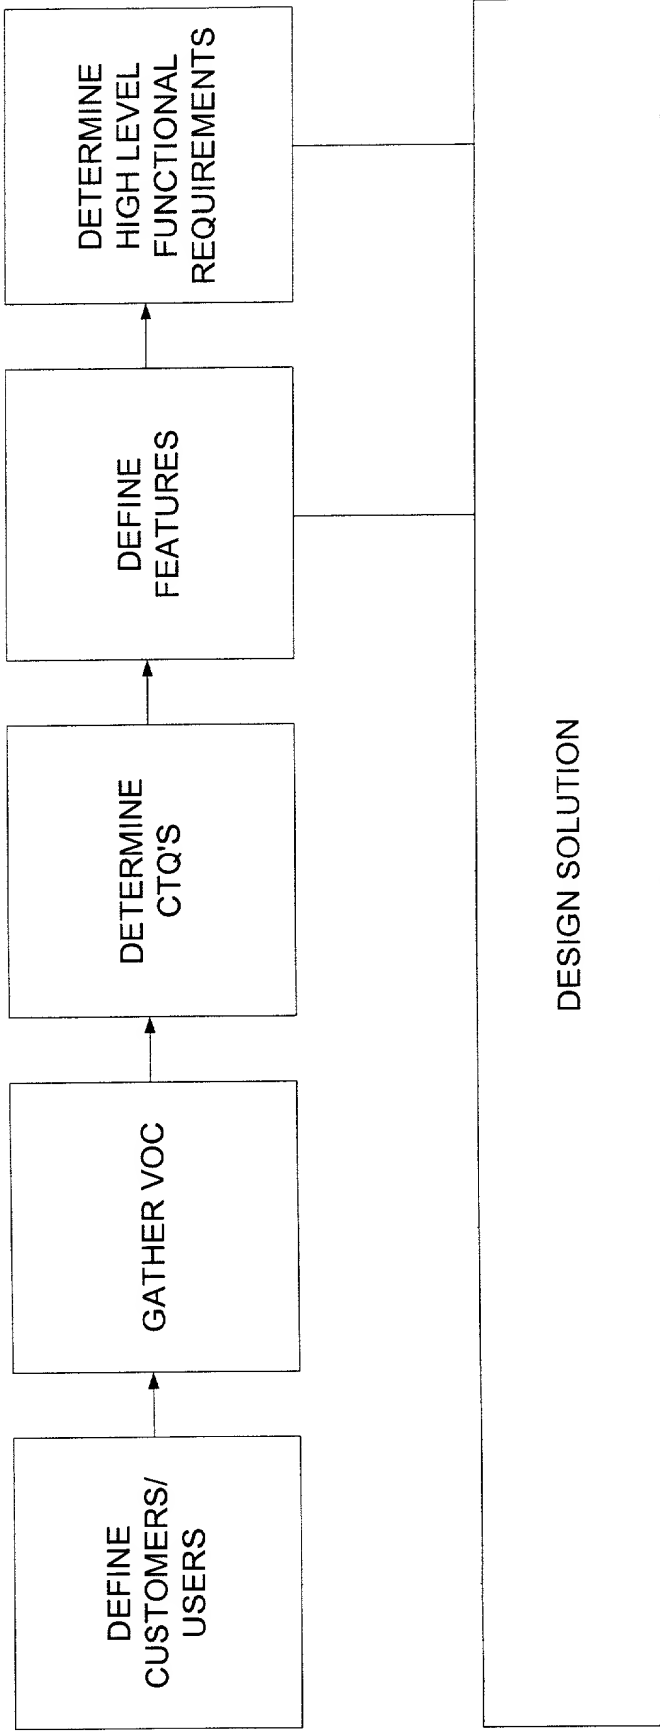 DEFINE
CUSTOMERS/
USERS
GATHER VOC
DETERMINE
CTQ'S
DEFINE
FEATURES
DETERMINE
HIGH LEVEL
FUNCTIONAL
REQUIREMENTS
DESIGN SOLUTION